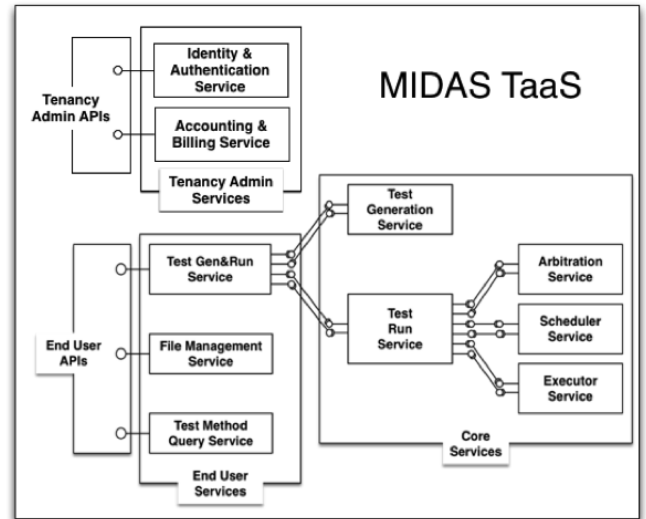 MIDAS TaaS
Tenancy
Admin APIs
Identity &
Authentication
Service
Accounting &
Billing Service
Tenancy Admin
Services
End User
APIs
Test Gen&Run
Service
File Management
Service
Test Method
Query Service
End User
Services
Test
Generation
Service
Test
Run
Service
Arbitration
Service
Scheduler
Service
Executor
Service
Core
Services